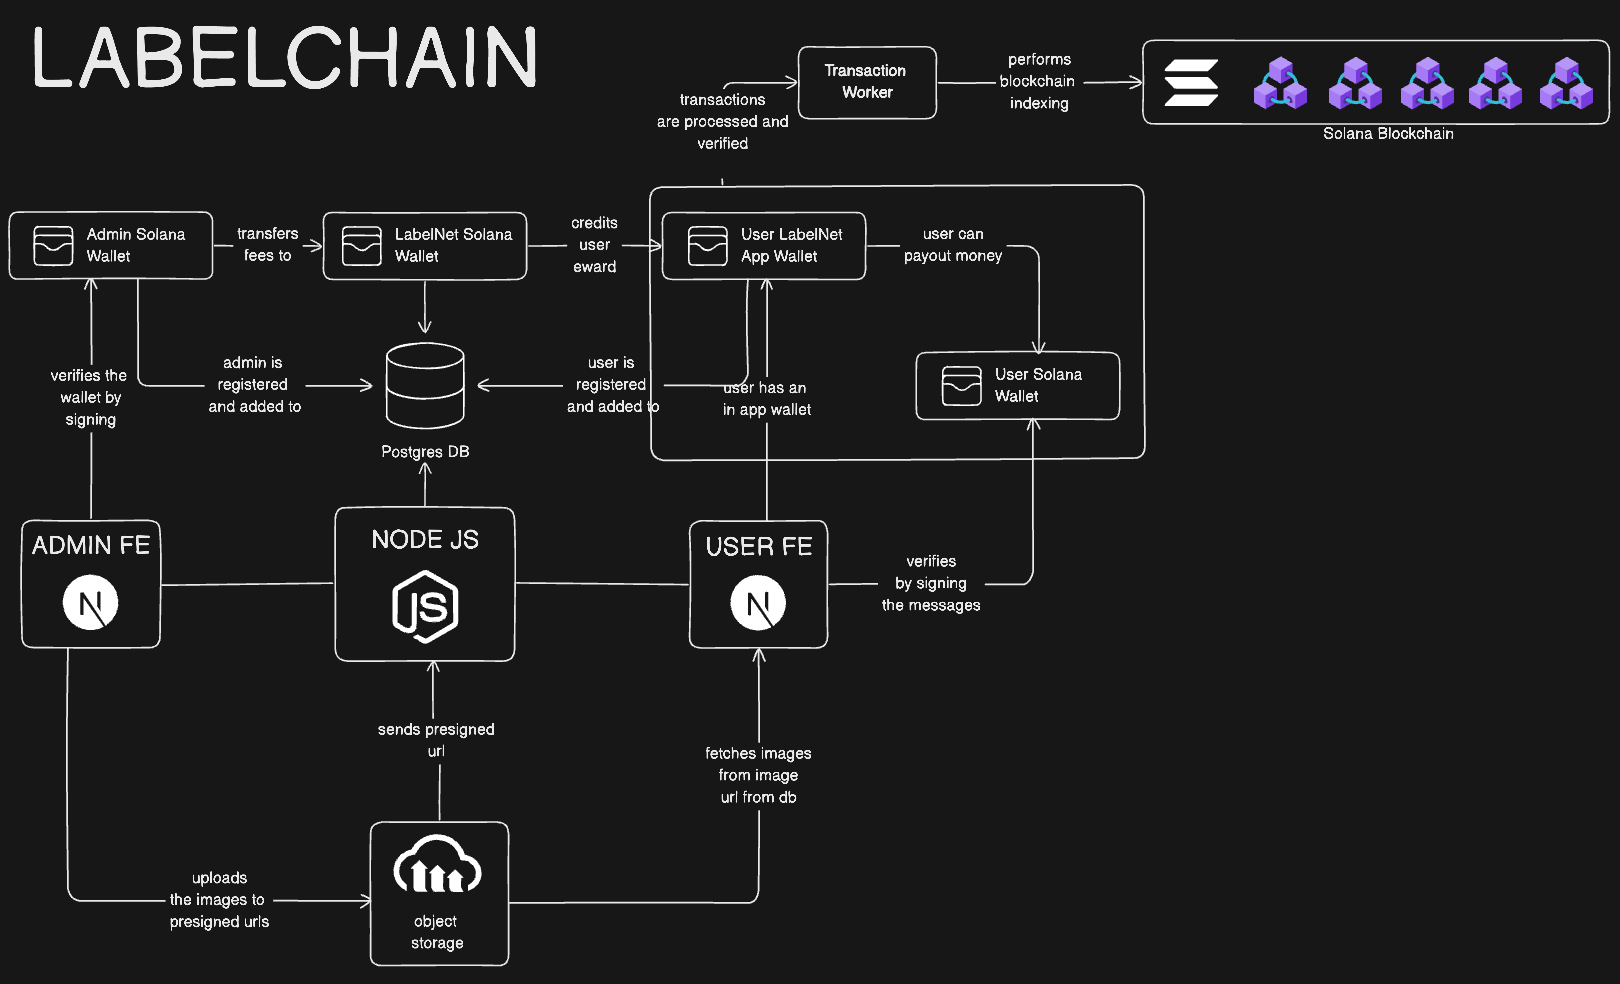 LABELCHAIN
Transaction
Worker
performs
blockchain
indexing
Solana Blockchain
transactions
are processed and
verified
Admin Solana
Wallet
transfers
fees to
LabelNet Solana
Wallet
credits
user
eward
User LabelNet
App Wallet
user can
payout money
User Solana
Wallet
verifies the
wallet by
signing
admin is
registered
and added to
Postgres DB
user is
registered
and added to
user has an
in app wallet
ADMIN FE
N
NODE JS
JS
USER FE
N
verifies
by signing
the messages
sends presigned
url
fetches images
from image
url from db
uploads
the images to
presigned urls
object
storage